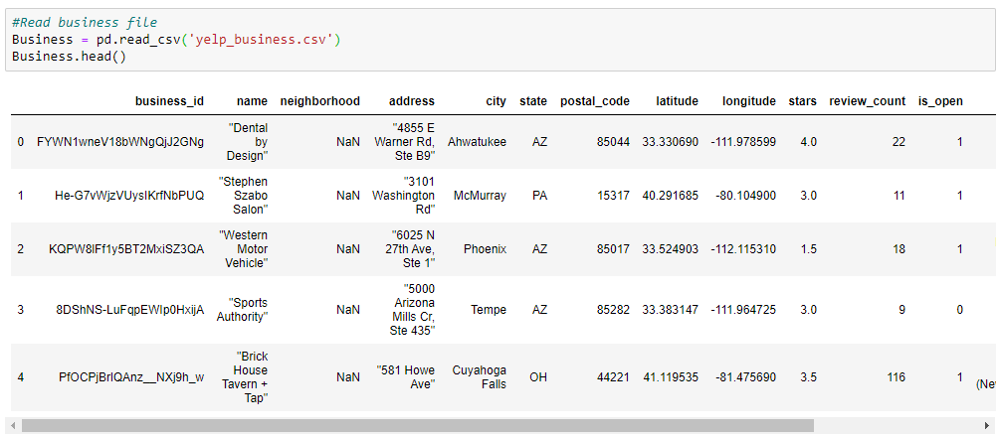 #Read business file
Business = pd.read_csv('yelp_business.csv')
Business.head()
business_id name neighborhood address city state postal_code latitude longitude stars review_count is_open
0 FYWN1wneV18bWNgQjJ2GNg "Dental by Design" NaN "4855 E Warner Rd, Ste B9" Ahwatukee AZ 85044 33.330690 -111.978599 4.0 22 1
1 He-G7vWjzVUysIKrfNbPUQ "Stephen Szabo Salon" NaN "3101 Washington Rd" McMurray PA 15317 40.291685 -80.104900 3.0 11 1
2 KQPW8lFf1y5BT2MxiSZ3QA "Western Motor Vehicle" NaN "6025 N 27th Ave, Ste 1" Phoenix AZ 85017 33.524903 -112.115310 1.5 18 1
3 8DShNS-LuFqpEWIp0HxijA "Sports Authority" NaN "5000 Arizona Mills Cr, Ste 435" Tempe AZ 85282 33.383147 -111.964725 3.0 9 0
4 PfOCPjBrlQAnz__NXj9h_w "Brick House Tavern + Tap" NaN "581 Howe Ave" Cuyahoga Falls OH 44221 41.119535 -81.475690 3.5 116 1 (Ne